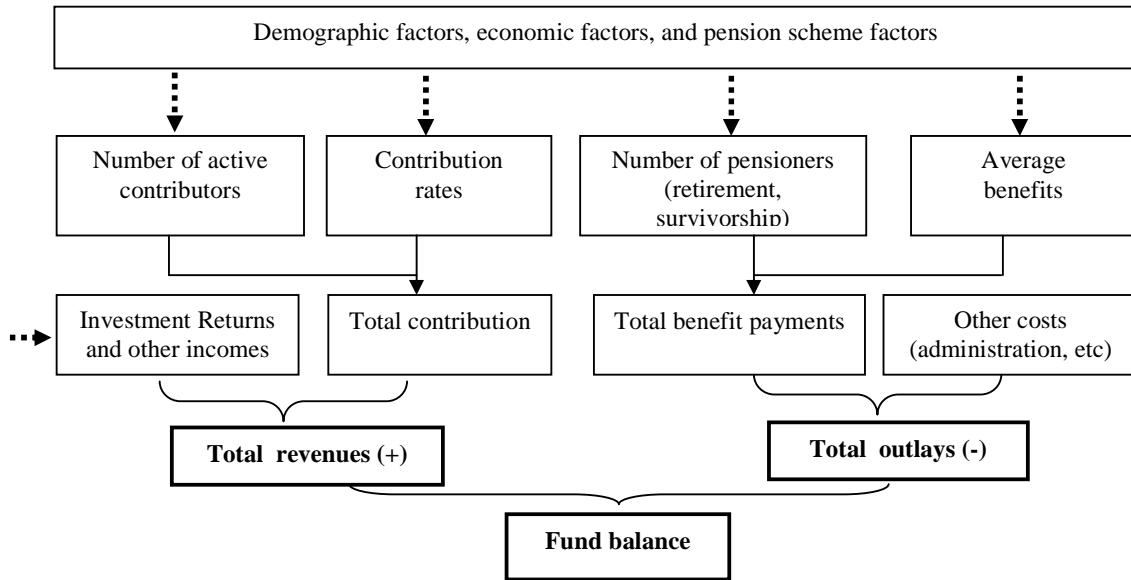 Demographic factors, economic factors, and pension scheme factors
Number of active
contributors
Contribution
rates
Number of pensioners
(retirement,
survivorship)
Average
benefits
Investment Returns
and other incomes
Total contribution
Total benefit payments
Other costs
(administration, etc)
Total revenues (+)
Total outlays (-)
Fund balance